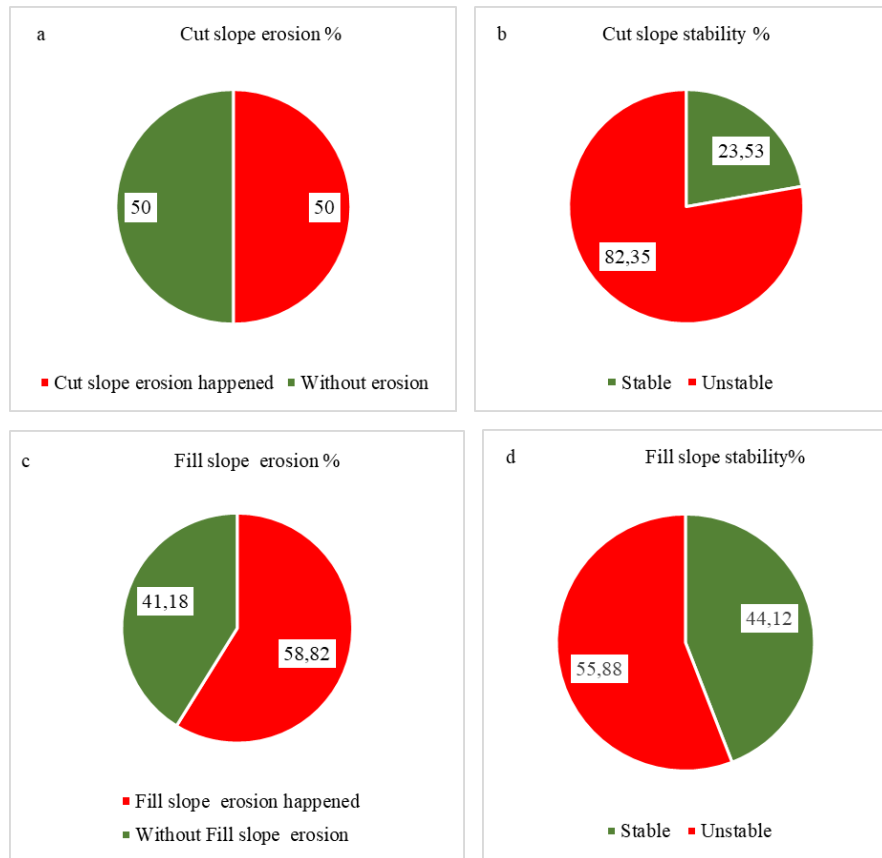 a Cut slope erosion %
50 50
Cut slope erosion happened Without erosion
b Cut slope stability %
23,53
82,35
Stable Unstable
c Fill slope erosion %
41,18
58,82
Fill slope erosion happened
Without Fill slope erosion
d Fill slope stability%
44,12
55,88
Stable Unstable